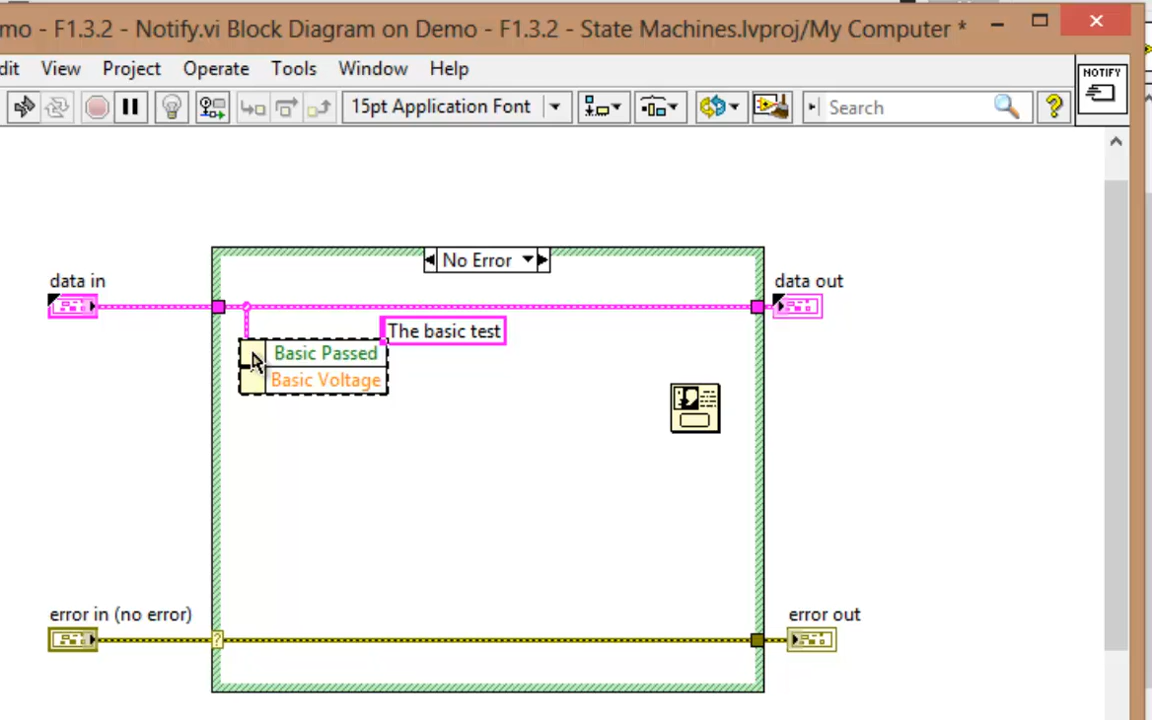 mo - F1.3.2 - Notify.vi Block Diagram on Demo - F1.3.2 - State Machines.lvproj/My Computer *
dit View Project Operate Tools Window Help
15pt Application Font
Search
?
NOTIFY
No Error
data in
data out
The basic test
Basic Passed
Basic Voltage
error in (no error)
error out
?